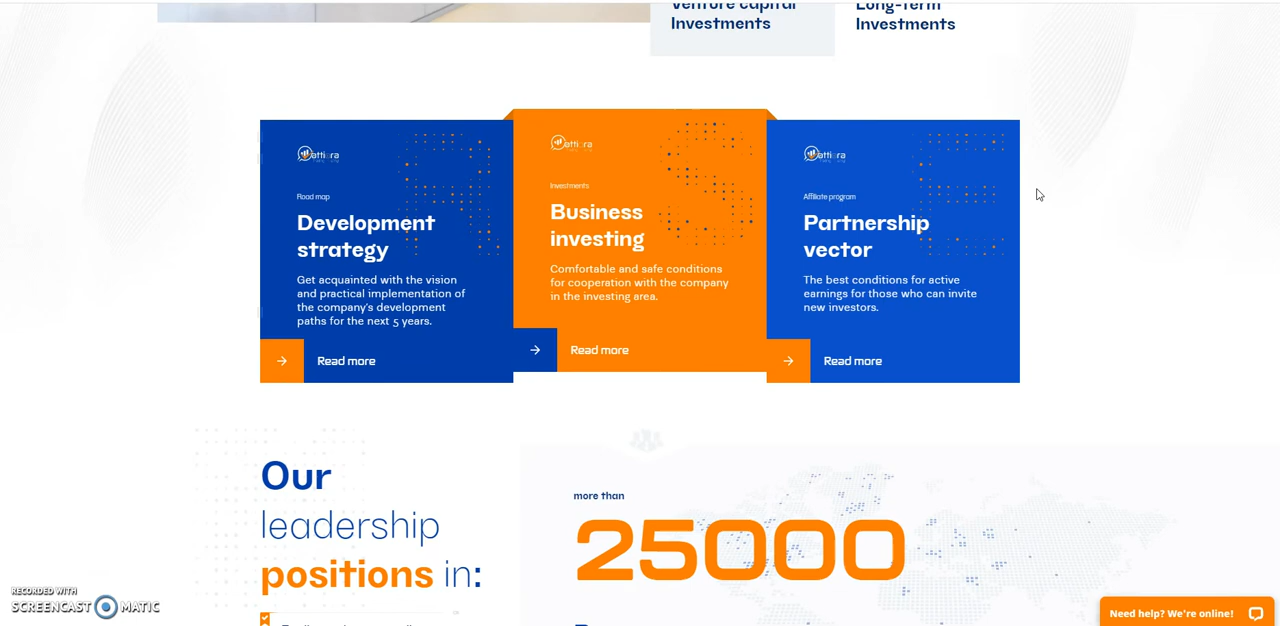 Venture capital
Investments
Long-Term
Investments
Road map
Development
strategy
Get acquainted with the vision
and practical implementation of
the company's development
paths for the next 5 years.
Read more
Investments
Business
investing
Comfortable and safe conditions
for cooperation with the company
in the investing area.
Read more
Affiliate program
Partnership
vector
The best conditions for active
earnings for those who can invite
new investors.
Read more
Our
leadership
positions in:
more than
25000
RECORDED WITH
SCREENCAST MATIC
Need help? We're online!